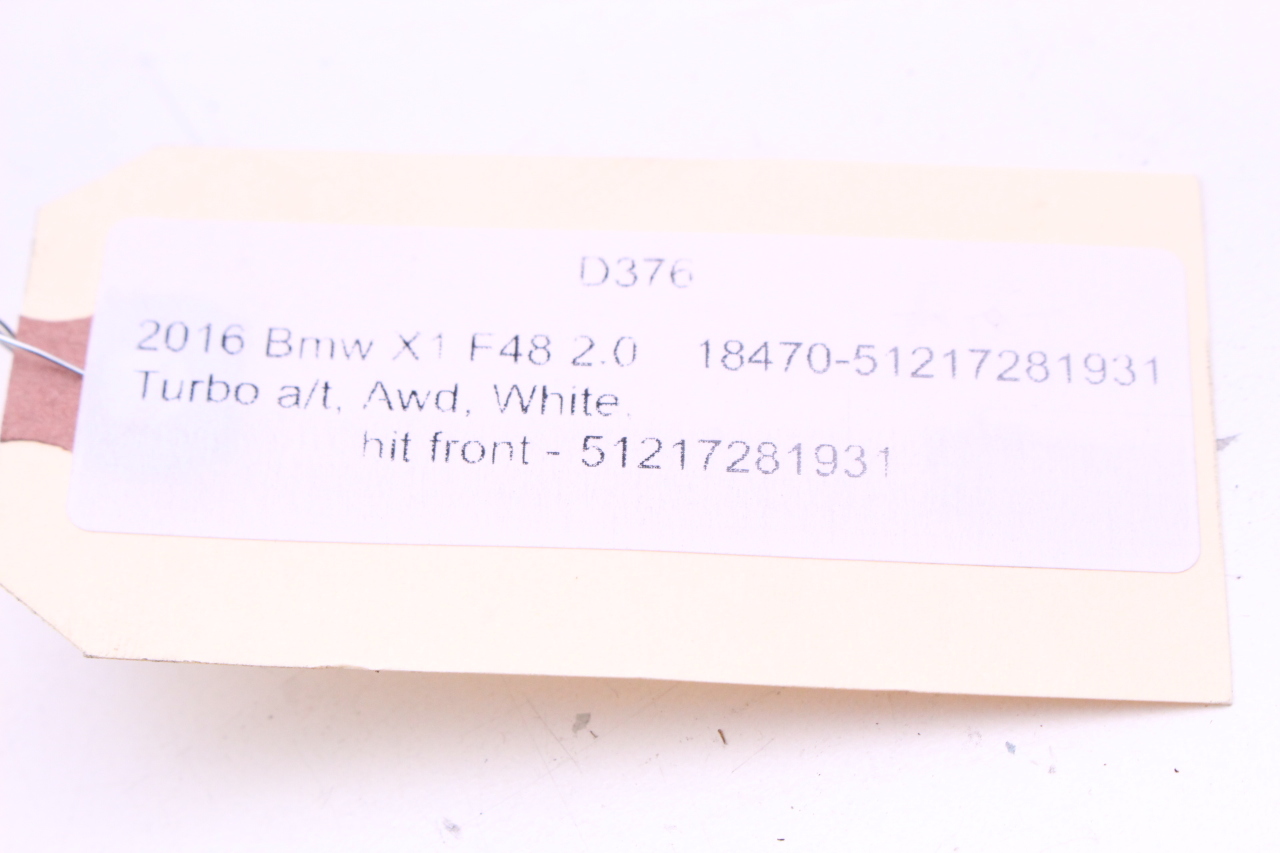 D376
2016 Bmw X1 F48 2.0 18470-51217281931
Turbo a/t, Awd, White.
hit front - 51217281931